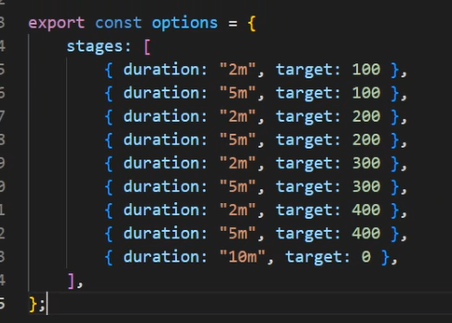 3 export const options = {
4     stages: [
5         { duration: "2m", target: 100 },
6         { duration: "5m", target: 100 },
7         { duration: "2m", target: 200 },
8         { duration: "5m", target: 200 },
9         { duration: "2m", target: 300 },
0         { duration: "5m", target: 300 },
1         { duration: "2m", target: 400 },
2         { duration: "5m", target: 400 },
3         { duration: "10m", target: 0 },
4     ],
5 };